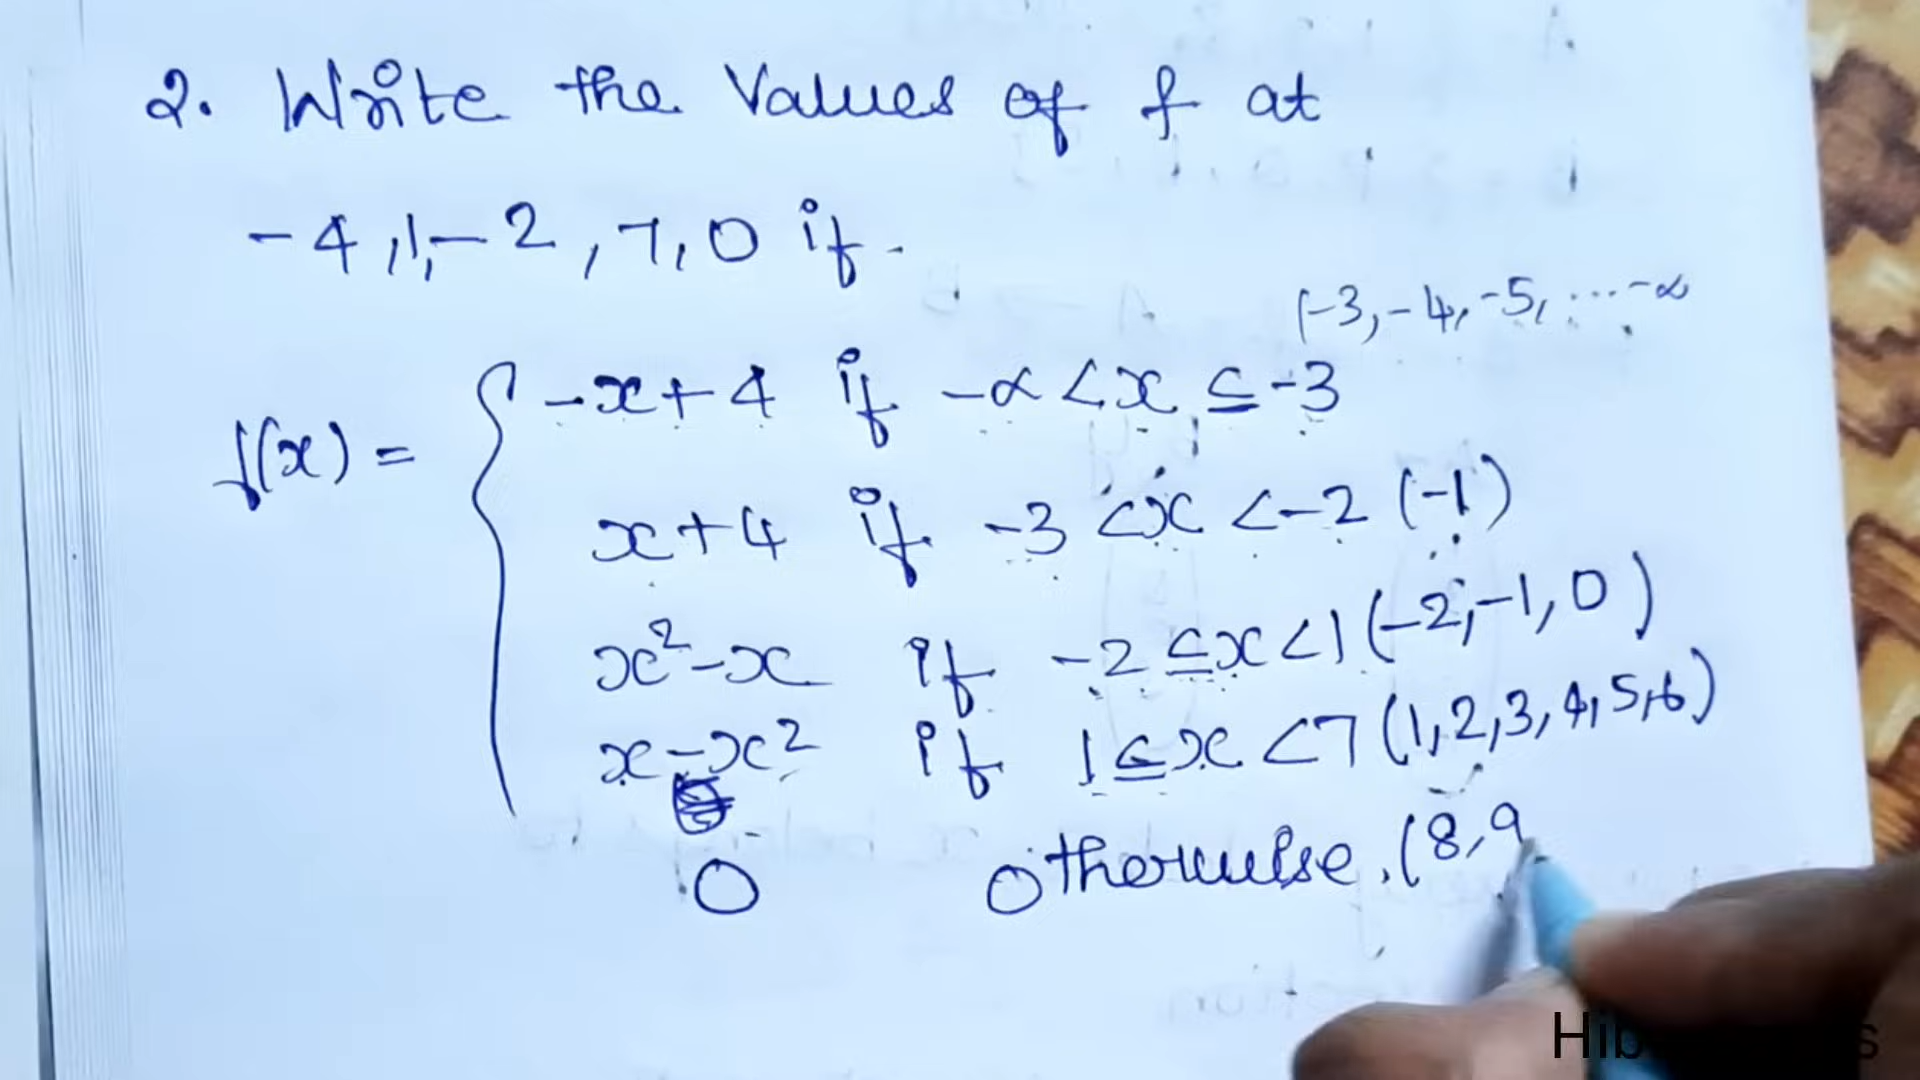 2. Write the Values of f at
-4,1,-2,7,0 if.
(-3,-4,-5,...-∝
f(x) = { -x+4 if -∝<x≤-3
x+4 if -3<x<-2 (-1)
x²-x if -2≤x<1 (-2,-1,0)
x-x² if 1≤x<7 (1,2,3,4,5,6)
0 otherwise. (8,9